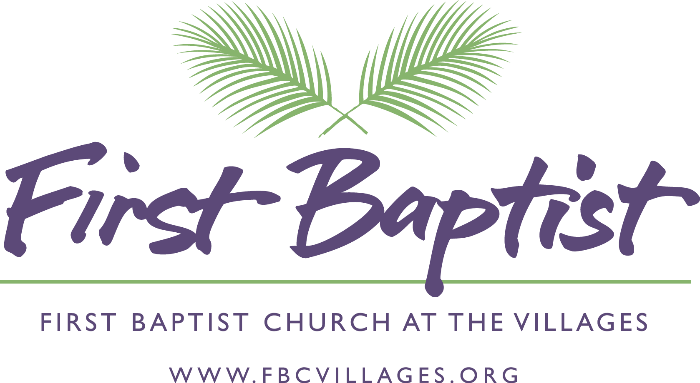 First Baptist
FIRST BAPTIST CHURCH AT THE VILLAGES
WWW.FBCVILLAGES.ORG